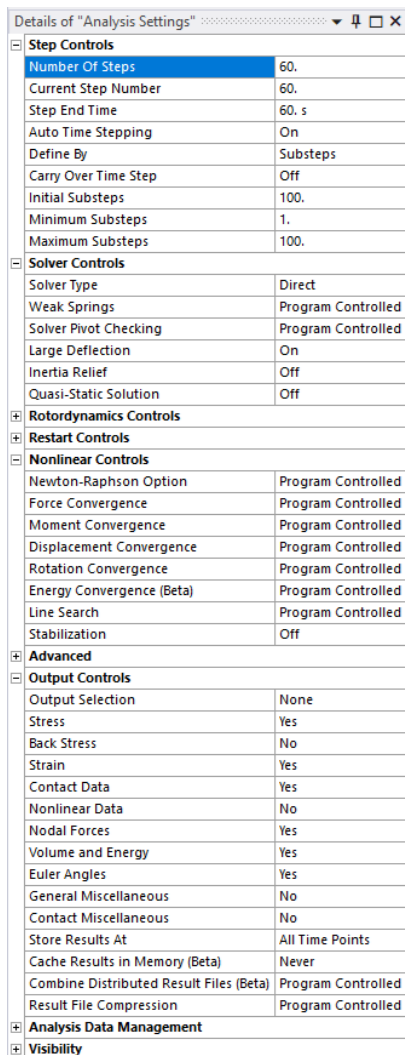 Details of "Analysis Settings"
Step Controls
Number Of Steps 60.
Current Step Number 60.
Step End Time 60. s
Auto Time Stepping On
Define By Substeps
Carry Over Time Step Off
Initial Substeps 100.
Minimum Substeps 1.
Maximum Substeps 100.
Solver Controls
Solver Type Direct
Weak Springs Program Controlled
Solver Pivot Checking Program Controlled
Large Deflection On
Inertia Relief Off
Quasi-Static Solution Off
Rotordynamics Controls
Restart Controls
Nonlinear Controls
Newton-Raphson Option Program Controlled
Force Convergence Program Controlled
Moment Convergence Program Controlled
Displacement Convergence Program Controlled
Rotation Convergence Program Controlled
Energy Convergence (Beta) Program Controlled
Line Search Program Controlled
Stabilization Off
Advanced
Output Controls
Output Selection None
Stress Yes
Back Stress No
Strain Yes
Contact Data Yes
Nonlinear Data No
Nodal Forces Yes
Volume and Energy Yes
Euler Angles Yes
General Miscellaneous No
Contact Miscellaneous No
Store Results At All Time Points
Cache Results in Memory (Beta) Never
Combine Distributed Result Files (Beta) Program Controlled
Result File Compression Program Controlled
Analysis Data Management
Visibility